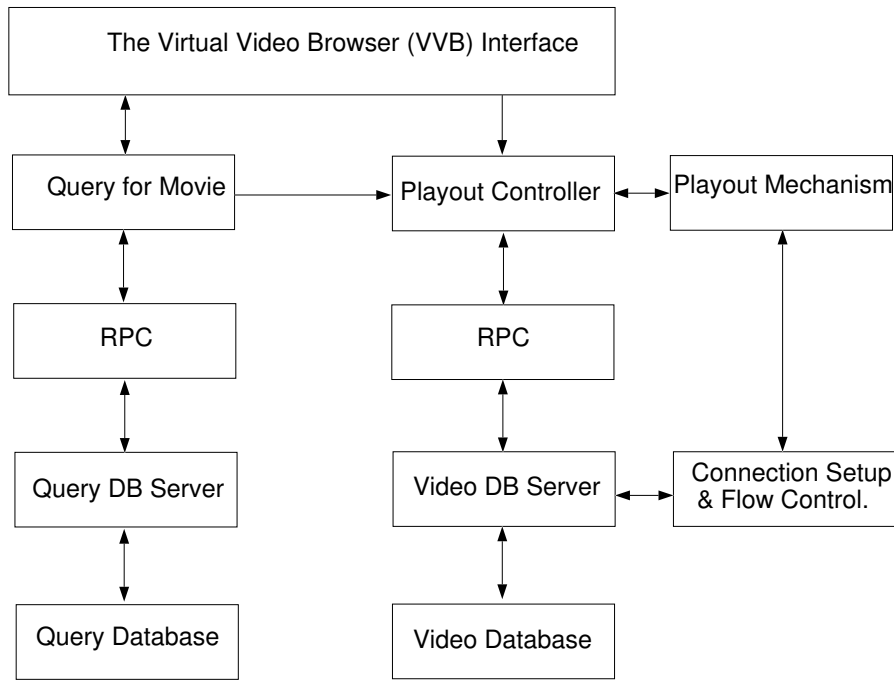 The Virtual Video Browser (VVB) Interface
Query for Movie
Playout Controller
Playout Mechanism
RPC
RPC
Query DB Server
Video DB Server
Connection Setup
& Flow Control.
Query Database
Video Database